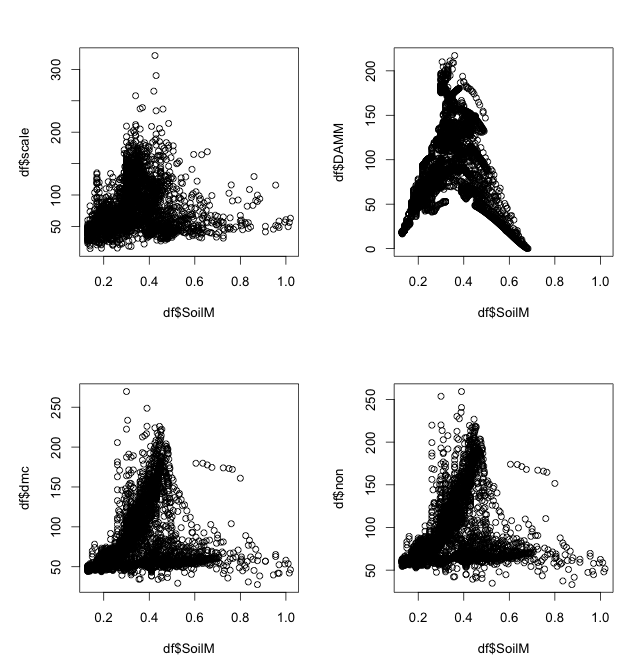 df$scale
50 100 200 300
0.2 0.4 0.6 0.8 1.0
df$SoilM
df$DAMM
0 50 100 150 200
0.2 0.4 0.6 0.8 1.0
df$SoilM
df$dmc
50 100 150 200 250
0.2 0.4 0.6 0.8 1.0
df$SoilM
df$non
50 100 150 200 250
0.2 0.4 0.6 0.8 1.0
df$SoilM